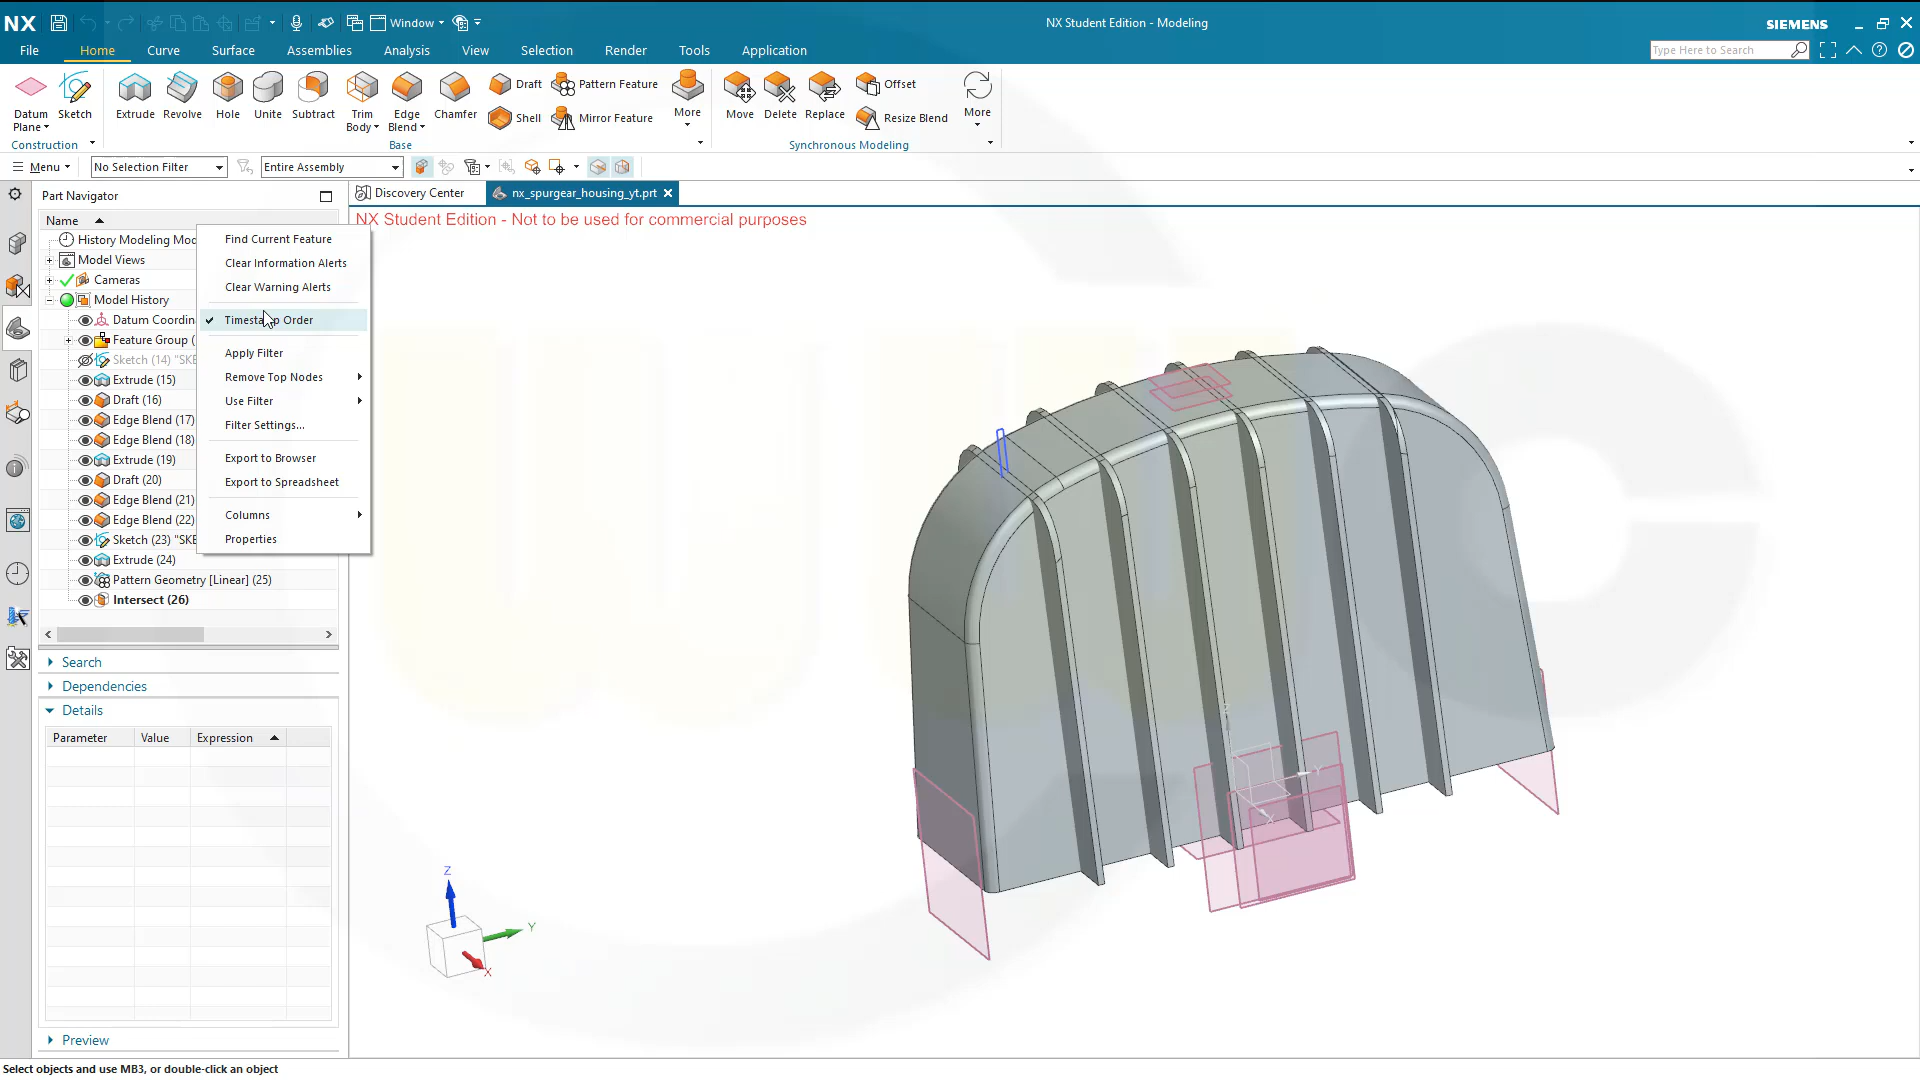 NX
Window
NX Student Edition - Modeling
SIEMENS
File
Home
Curve
Surface
Assemblies
Analysis
View
Selection
Render
Tools
Application
Type Here to Search
Datum
Plane
Sketch
Extrude
Revolve
Hole
Unite
Subtract
Trim
Body
Edge
Blend
Chamfer
Draft
Shell
Pattern Feature
Mirror Feature
More
Move
Delete
Replace
Offset
Resize Blend
More
Construction
Base
Synchronous Modeling
Menu
No Selection Filter
Entire Assembly
Part Navigator
Discovery Center
nx_spurgear_housing_yt.prt
NX Student Edition - Not to be used for commercial purposes
Name
History Modeling Mod
Model Views
Cameras
Model History
Datum Coordin
Feature Group (
Sketch (14) "SKE
Extrude (15)
Draft (16)
Edge Blend (17)
Edge Blend (18)
Extrude (19)
Draft (20)
Edge Blend (21)
Edge Blend (22)
Sketch (23) "SKE
Extrude (24)
Pattern Geometry [Linear] (25)
Intersect (26)
Find Current Feature
Clear Information Alerts
Clear Warning Alerts
Timestamp Order
Apply Filter
Remove Top Nodes
Use Filter
Filter Settings...
Export to Browser
Export to Spreadsheet
Columns
Properties
Search
Dependencies
Details
Parameter
Value
Expression
Preview
Z
Y
X
Select objects and use MB3, or double-click an object